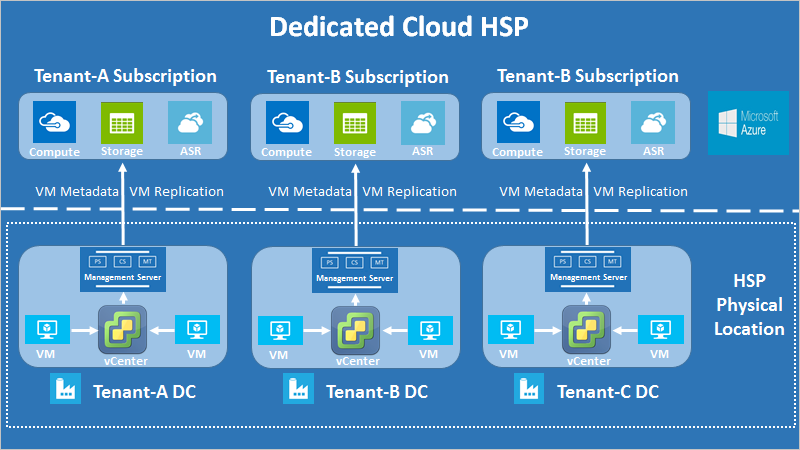 Dedicated Cloud HSP
Tenant-A Subscription
Tenant-B Subscription
Tenant-B Subscription
Compute
Storage
ASR
Compute
Storage
ASR
Compute
Storage
ASR
Microsoft
Azure
VM Metadata
VM Replication
VM Metadata
VM Replication
VM Metadata
VM Replication
PS
CS
MT
Management Server
PS
CS
MT
Management Server
PS
CS
MT
Management Server
HSP
Physical
Location
VM
vCenter
VM
VM
vCenter
VM
VM
vCenter
VM
Tenant-A DC
Tenant-B DC
Tenant-C DC